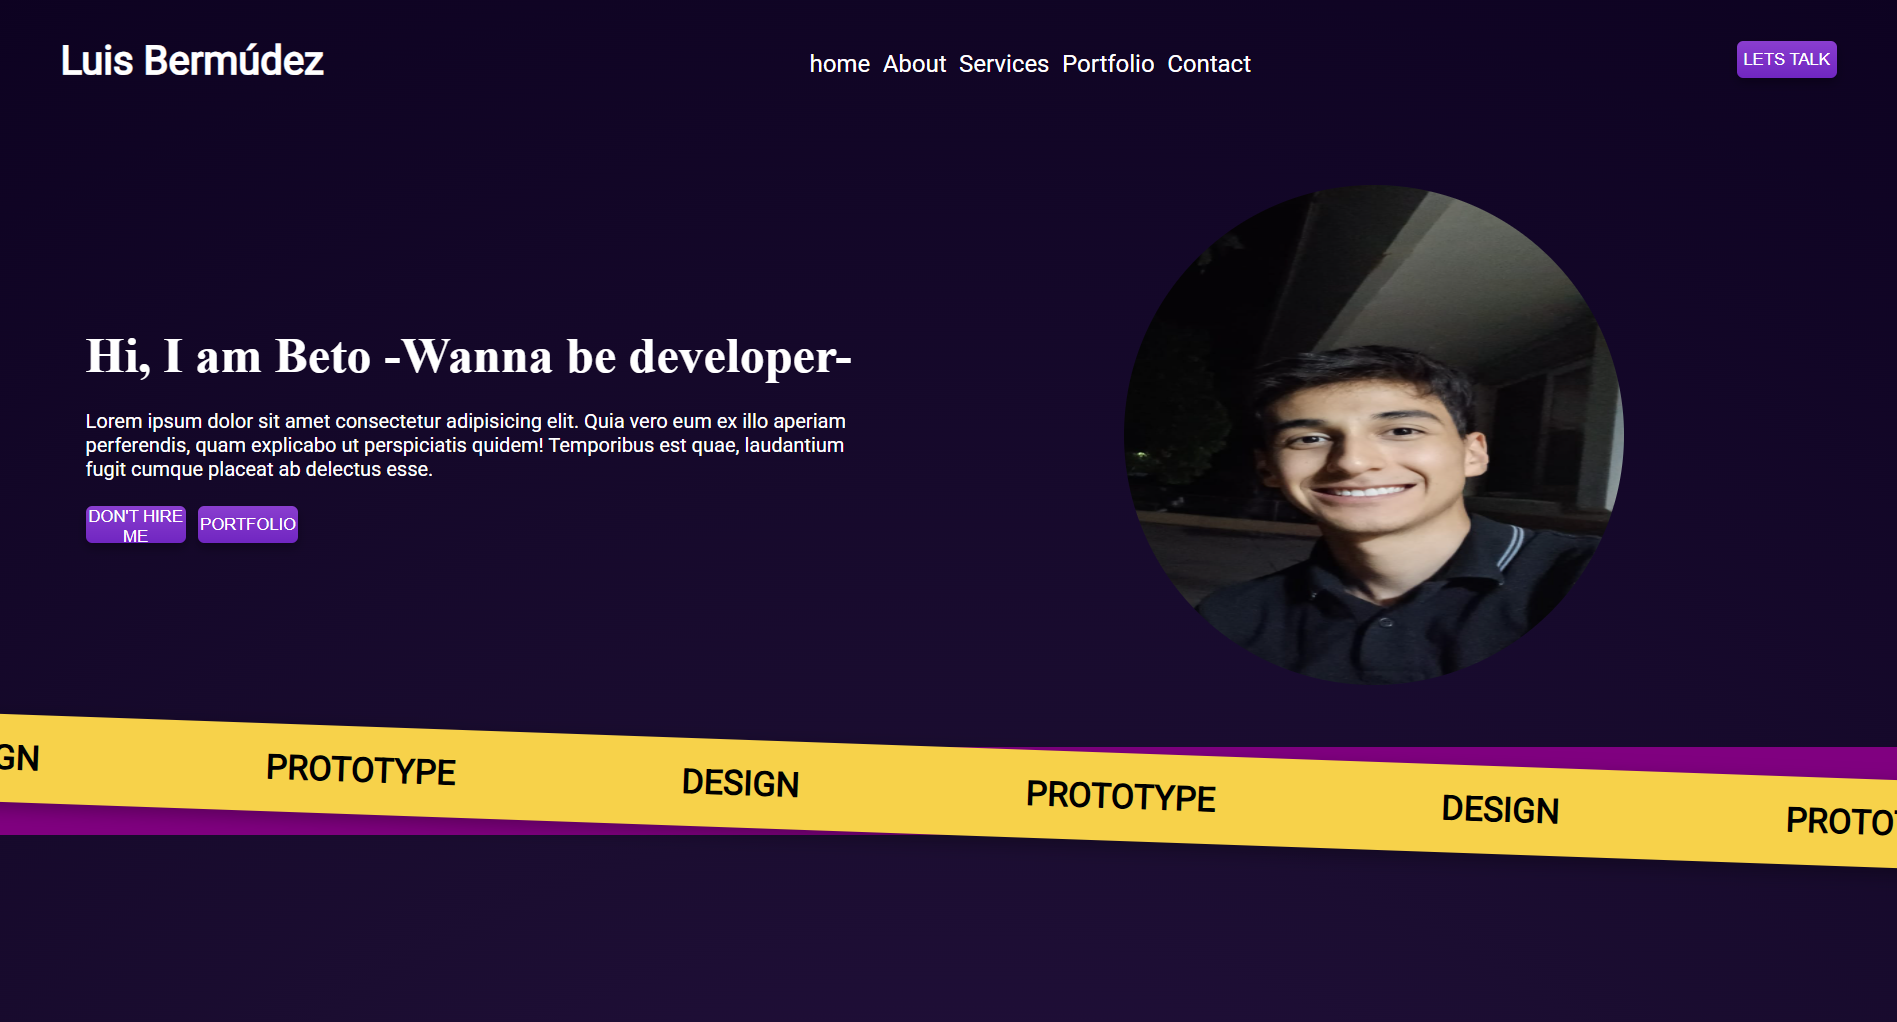 Luis Bermúdez
home About Services Portfolio Contact
LETS TALK
Hi, I am Beto -Wanna be developer-
Lorem ipsum dolor sit amet consectetur adipisicing elit. Quia vero eum ex illo aperiam
perferendis, quam explicabo ut perspiciatis quidem! Temporibus est quae, laudantium
fugit cumque placeat ab delectus esse.
DON'T HIRE
ME
PORTFOLIO
GN PROTOTYPE DESIGN PROTOTYPE DESIGN PROTO